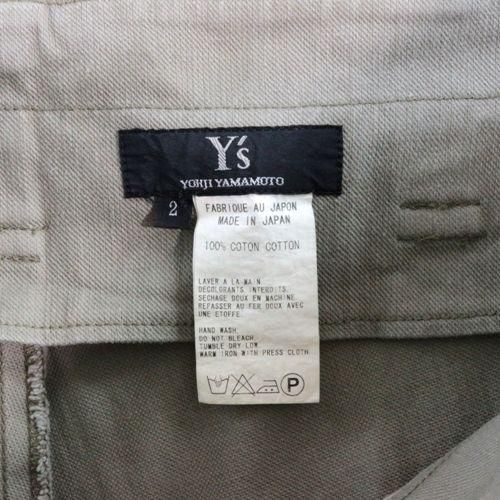 Y's
YOHJI YAMAMOTO
2
FABRIQUE AU JAPON
MADE IN JAPAN
100% COTON COTTON
LAVER A LA MAIN
DECOLORANTS INTERDITS
SECHAGE DOUX EN MACHINE
REPASSER AU FER DOUX AVEC
UNE ETOFFE
HAND WASH
DO NOT BLEACH
TUMBLE DRY LOW
WARM IRON WITH PRESS CLOTH
P